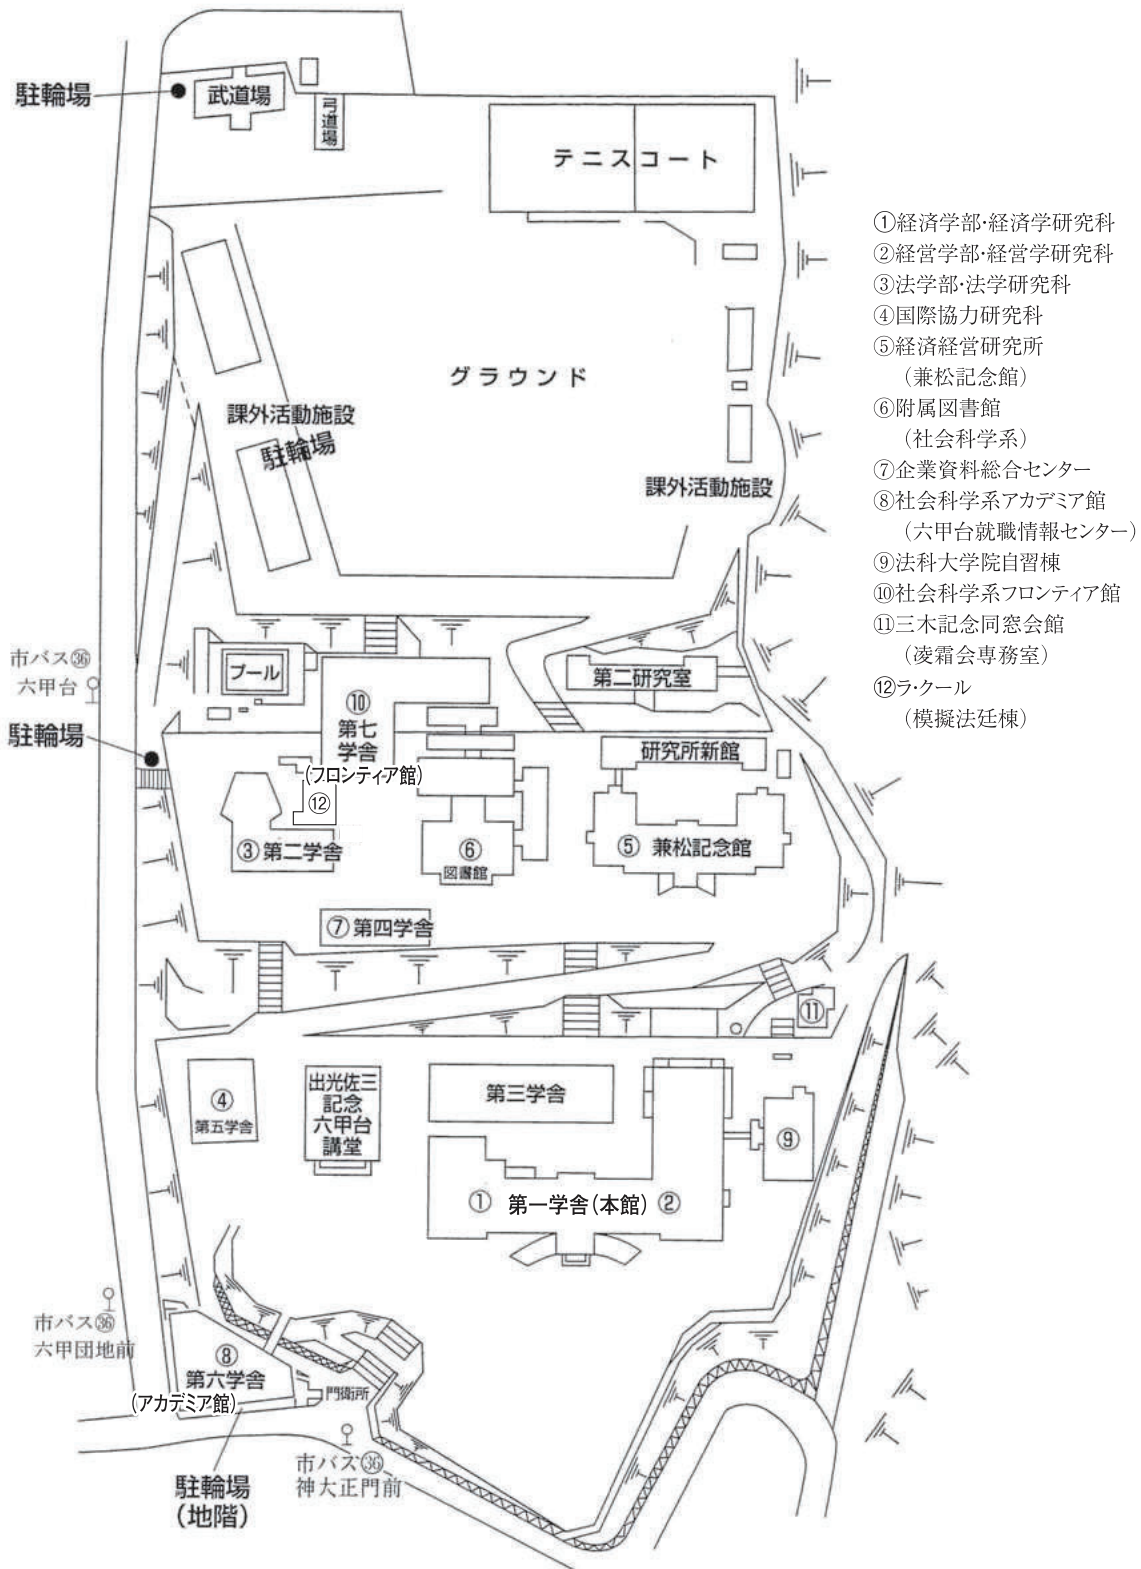 駐輪場
武道場
弓道場
テニスコート
グラウンド
課外活動施設
駐輪場
課外活動施設
①経済学部・経済学研究科
②経営学部・経営学研究科
③法学部・法学研究科
④国際協力研究科
⑤経済経営研究所
(兼松記念館)
⑥附属図書館
(社会科学系)
⑦企業資料総合センター
⑧社会科学系アカデミア館
(六甲台就職情報センター)
⑨法科大学院自習棟
⑩社会科学系フロンティア館
⑪三木記念同窓会館
(凌霜会専務室)
⑫ラ・クール
(模擬法廷棟)
市バス㊱
六甲台
プール
⑩
第七
学舎
(フロンティア館)
第二研究室
駐輪場
研究所新館
⑫
③第二学舎
⑥
図書館
⑤ 兼松記念館
⑦第四学舎
⑪
④
第五学舎
出光佐三
記念
六甲台
講堂
第三学舎
⑨
① 第一学舎(本館) ②
市バス㊱
六甲団地前
⑧
第六学舎
(アカデミア館)
門衛所
市バス㊱
神大正門前
駐輪場
(地階)